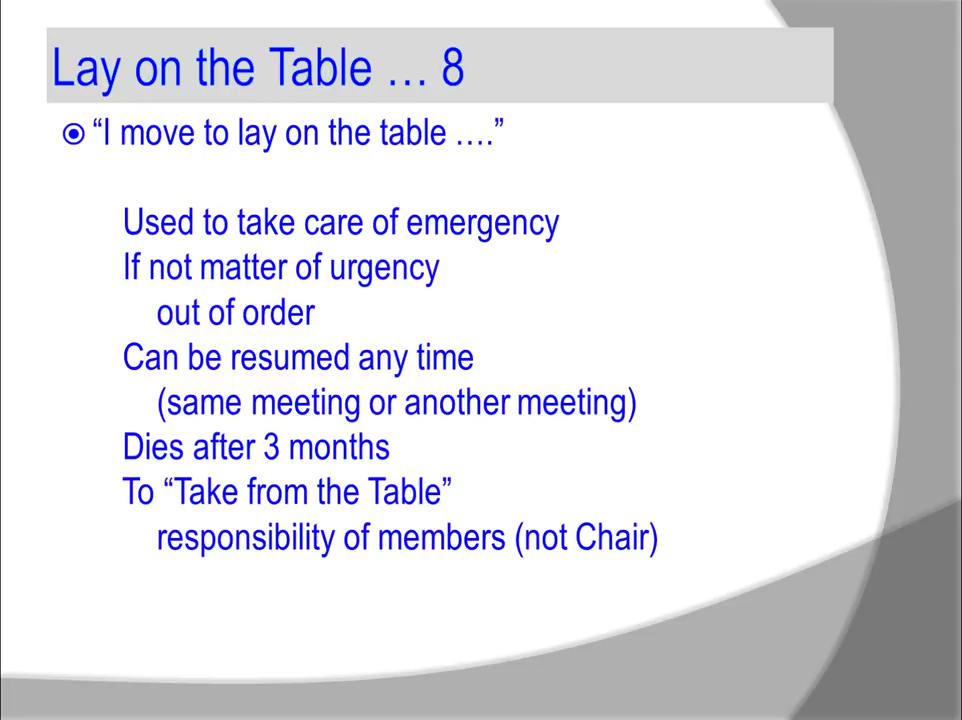 Lay on the Table … 8
“I move to lay on the table ….”
Used to take care of emergency
If not matter of urgency
out of order
Can be resumed any time
(same meeting or another meeting)
Dies after 3 months
To “Take from the Table”
responsibility of members (not Chair)